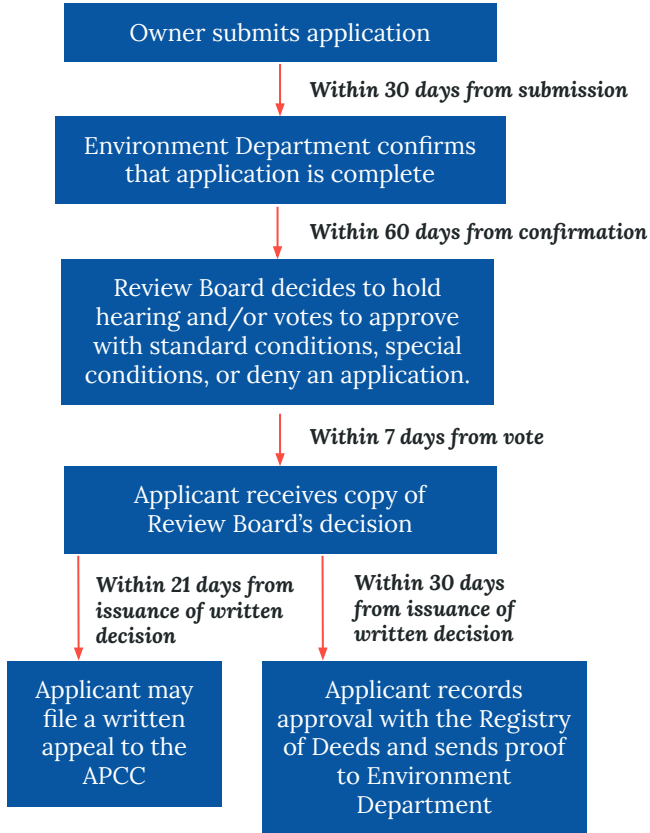 Owner submits application
Within 30 days from submission
Environment Department confirms
that application is complete
Within 60 days from confirmation
Review Board decides to hold
hearing and/or votes to approve
with standard conditions, special
conditions, or deny an application.
Within 7 days from vote
Applicant receives copy of
Review Board’s decision
Within 21 days from
issuance of written
decision
Within 30 days
from issuance of
written decision
Applicant may
file a written
appeal to the
APCC
Applicant records
approval with the Registry
of Deeds and sends proof
to Environment
Department